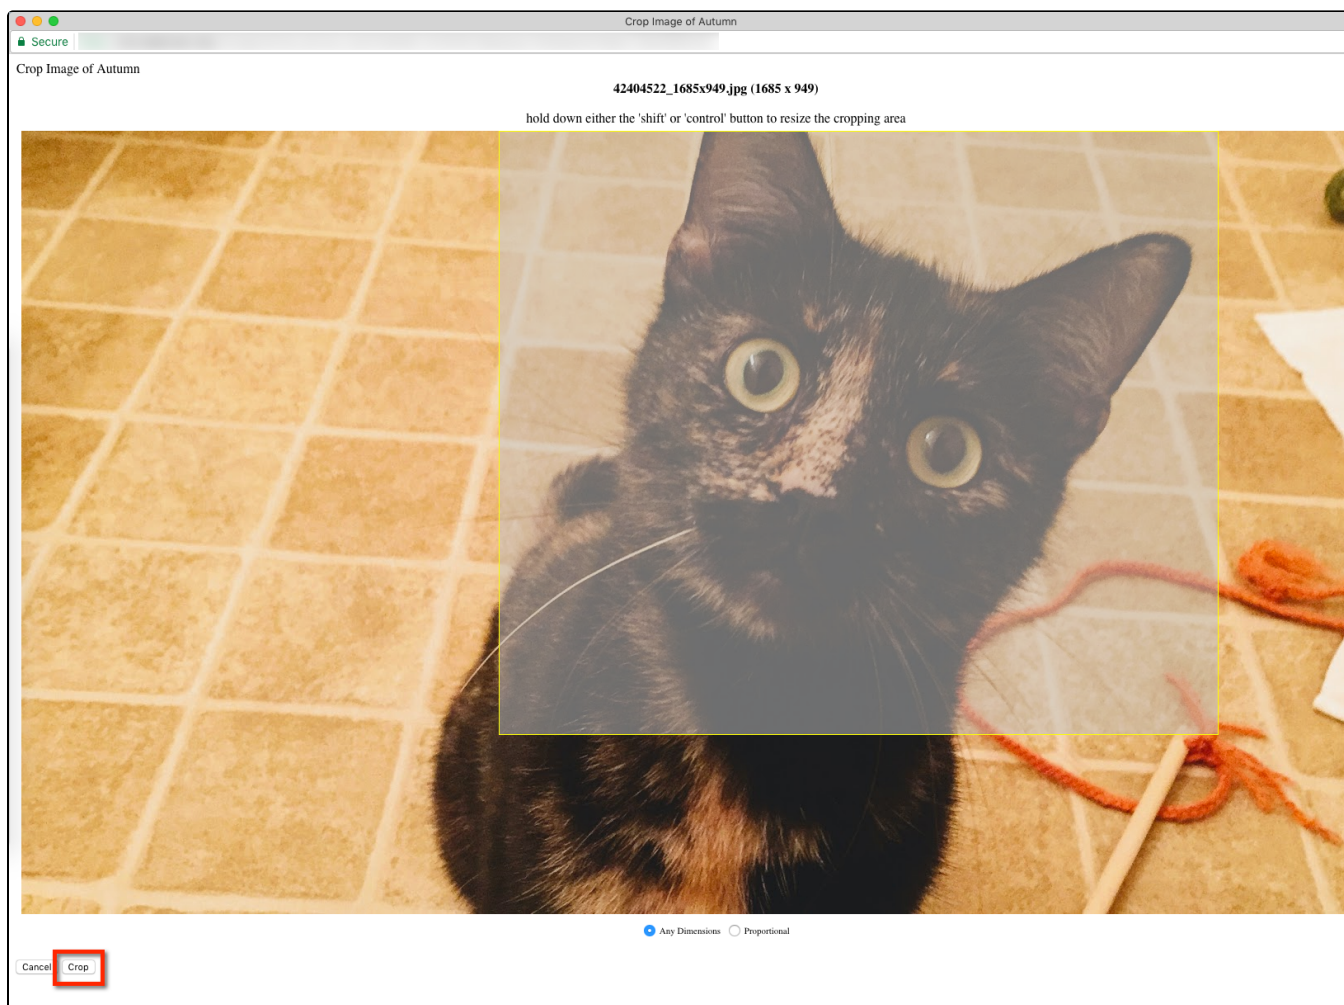 Crop Image of Autumn
Secure
Crop Image of Autumn
42404522_1685x949.jpg (1685 x 949)
hold down either the 'shift' or 'control' button to resize the cropping area
Any Dimensions Proportional
Cancel Crop